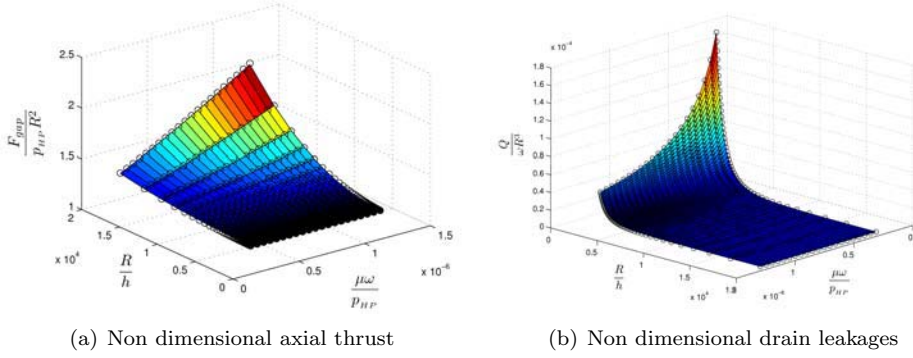 2.5
2
1.5
1
F_gap / p_HP R^2
2
1.5
1
0.5
0
x 10^4
R / h
0
0.5
1
1.5
x 10^-6
μω / p_HP
(a) Non dimensional axial thrust
x 10^-4
1.8
1.6
1.4
1.2
1
0.8
0.6
0.4
0.2
0
Q / ωR^3
0
0.5
1
1.5
1.8
x 10^4
R / h
0
0.5
1
x 10^-6
μω / p_HP
(b) Non dimensional drain leakages